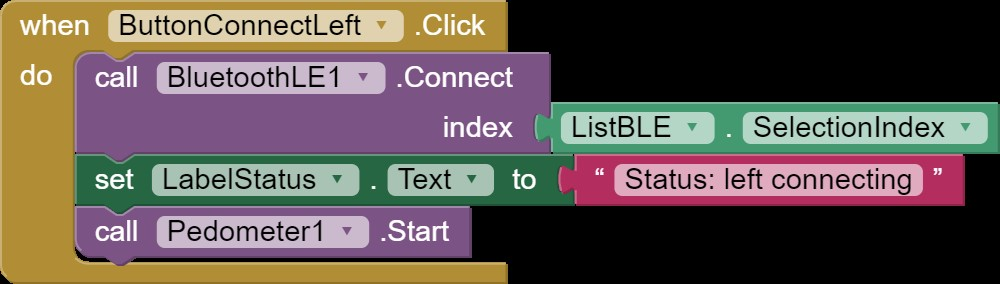 when ButtonConnectLeft .Click
do call BluetoothLE1 .Connect
index ListBLE . SelectionIndex
set LabelStatus . Text to “ Status: left connecting ”
call Pedometer1 .Start